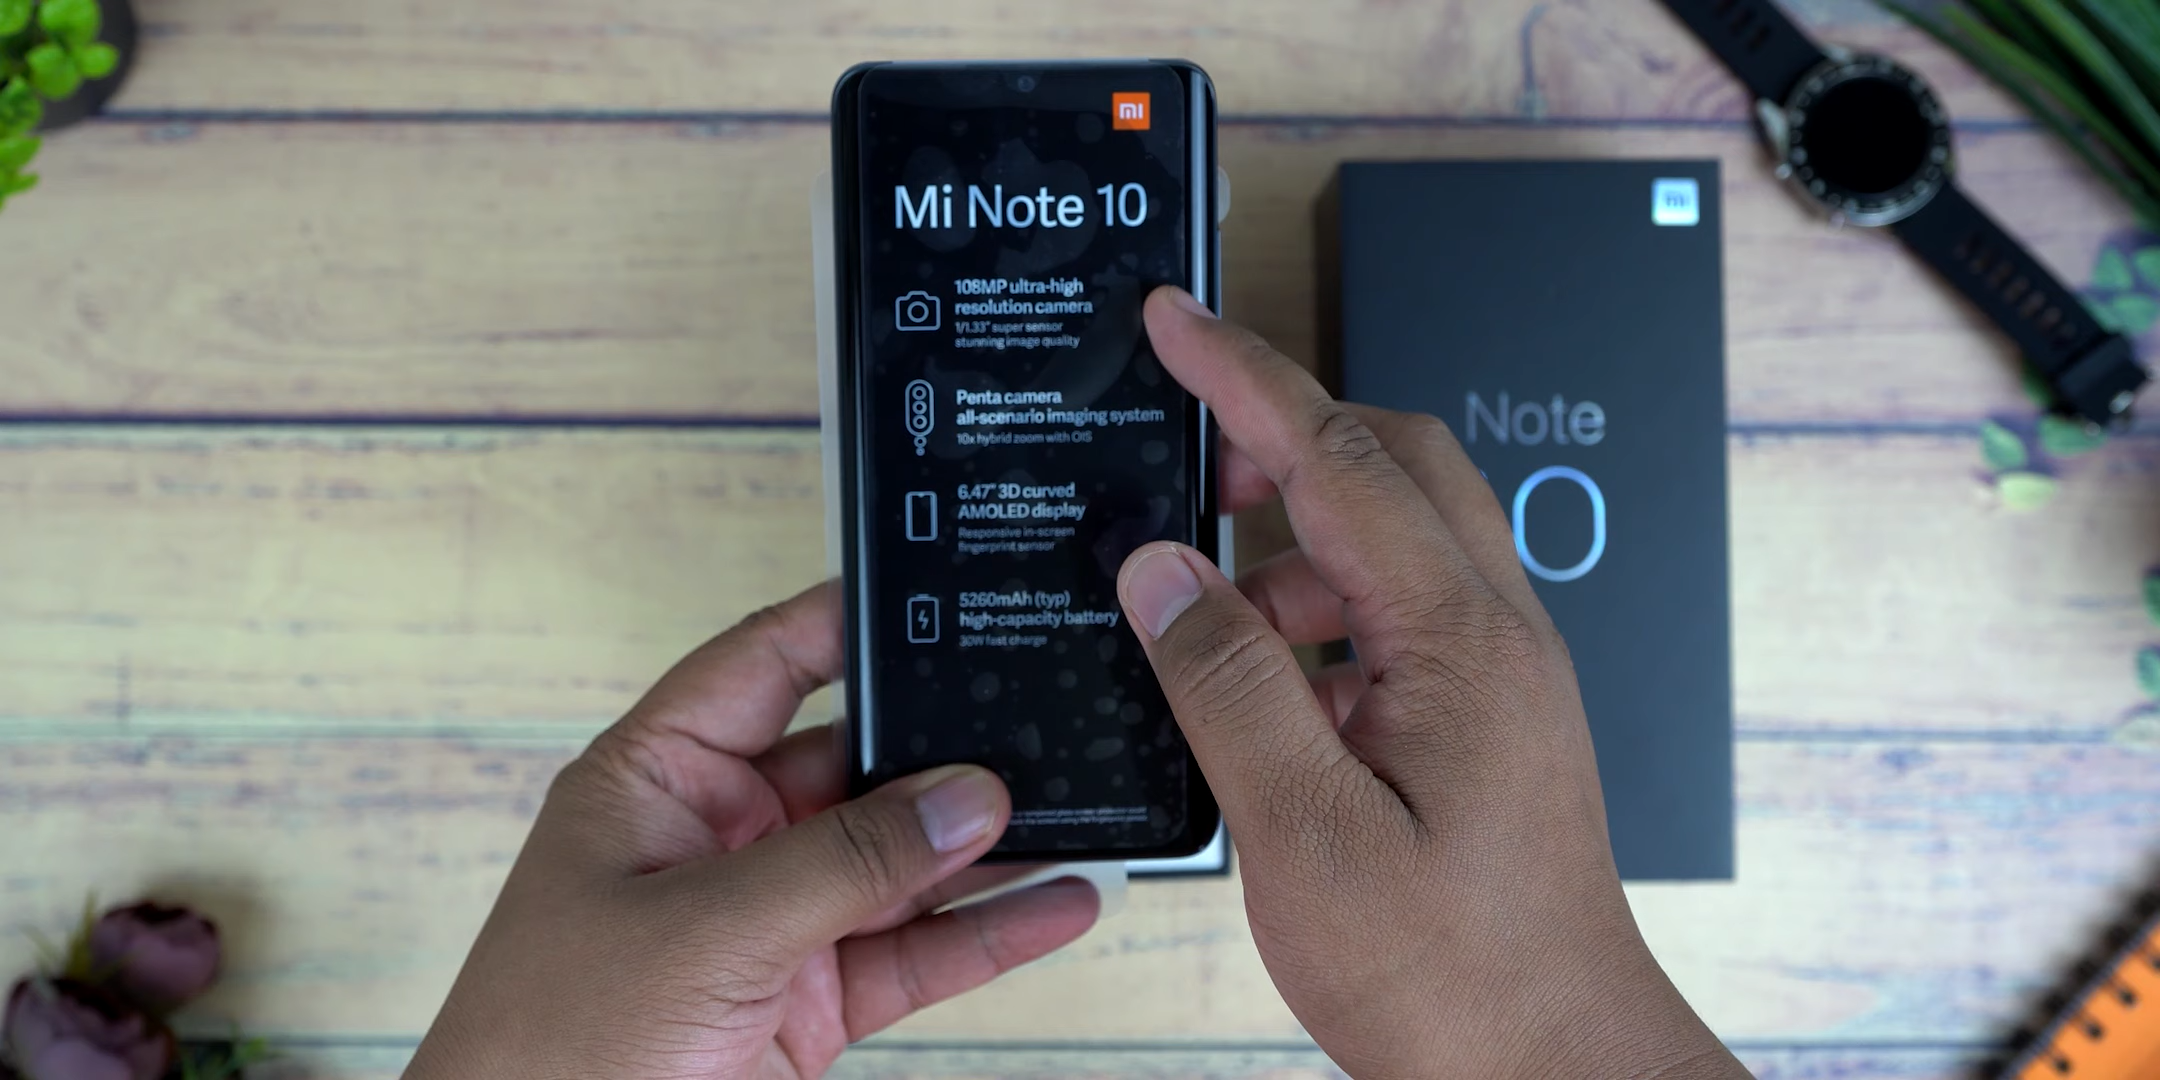 mi
Mi Note 10
108MP ultra-high
resolution camera
1/1.33" super sensor
stunning image quality
Penta camera
all-scenario imaging system
10x hybrid zoom with OIS
6.47" 3D curved
AMOLED display
Responsive in-screen
fingerprint sensor
5260mAh (typ)
high-capacity battery
30W fast charge
mi
Note
0